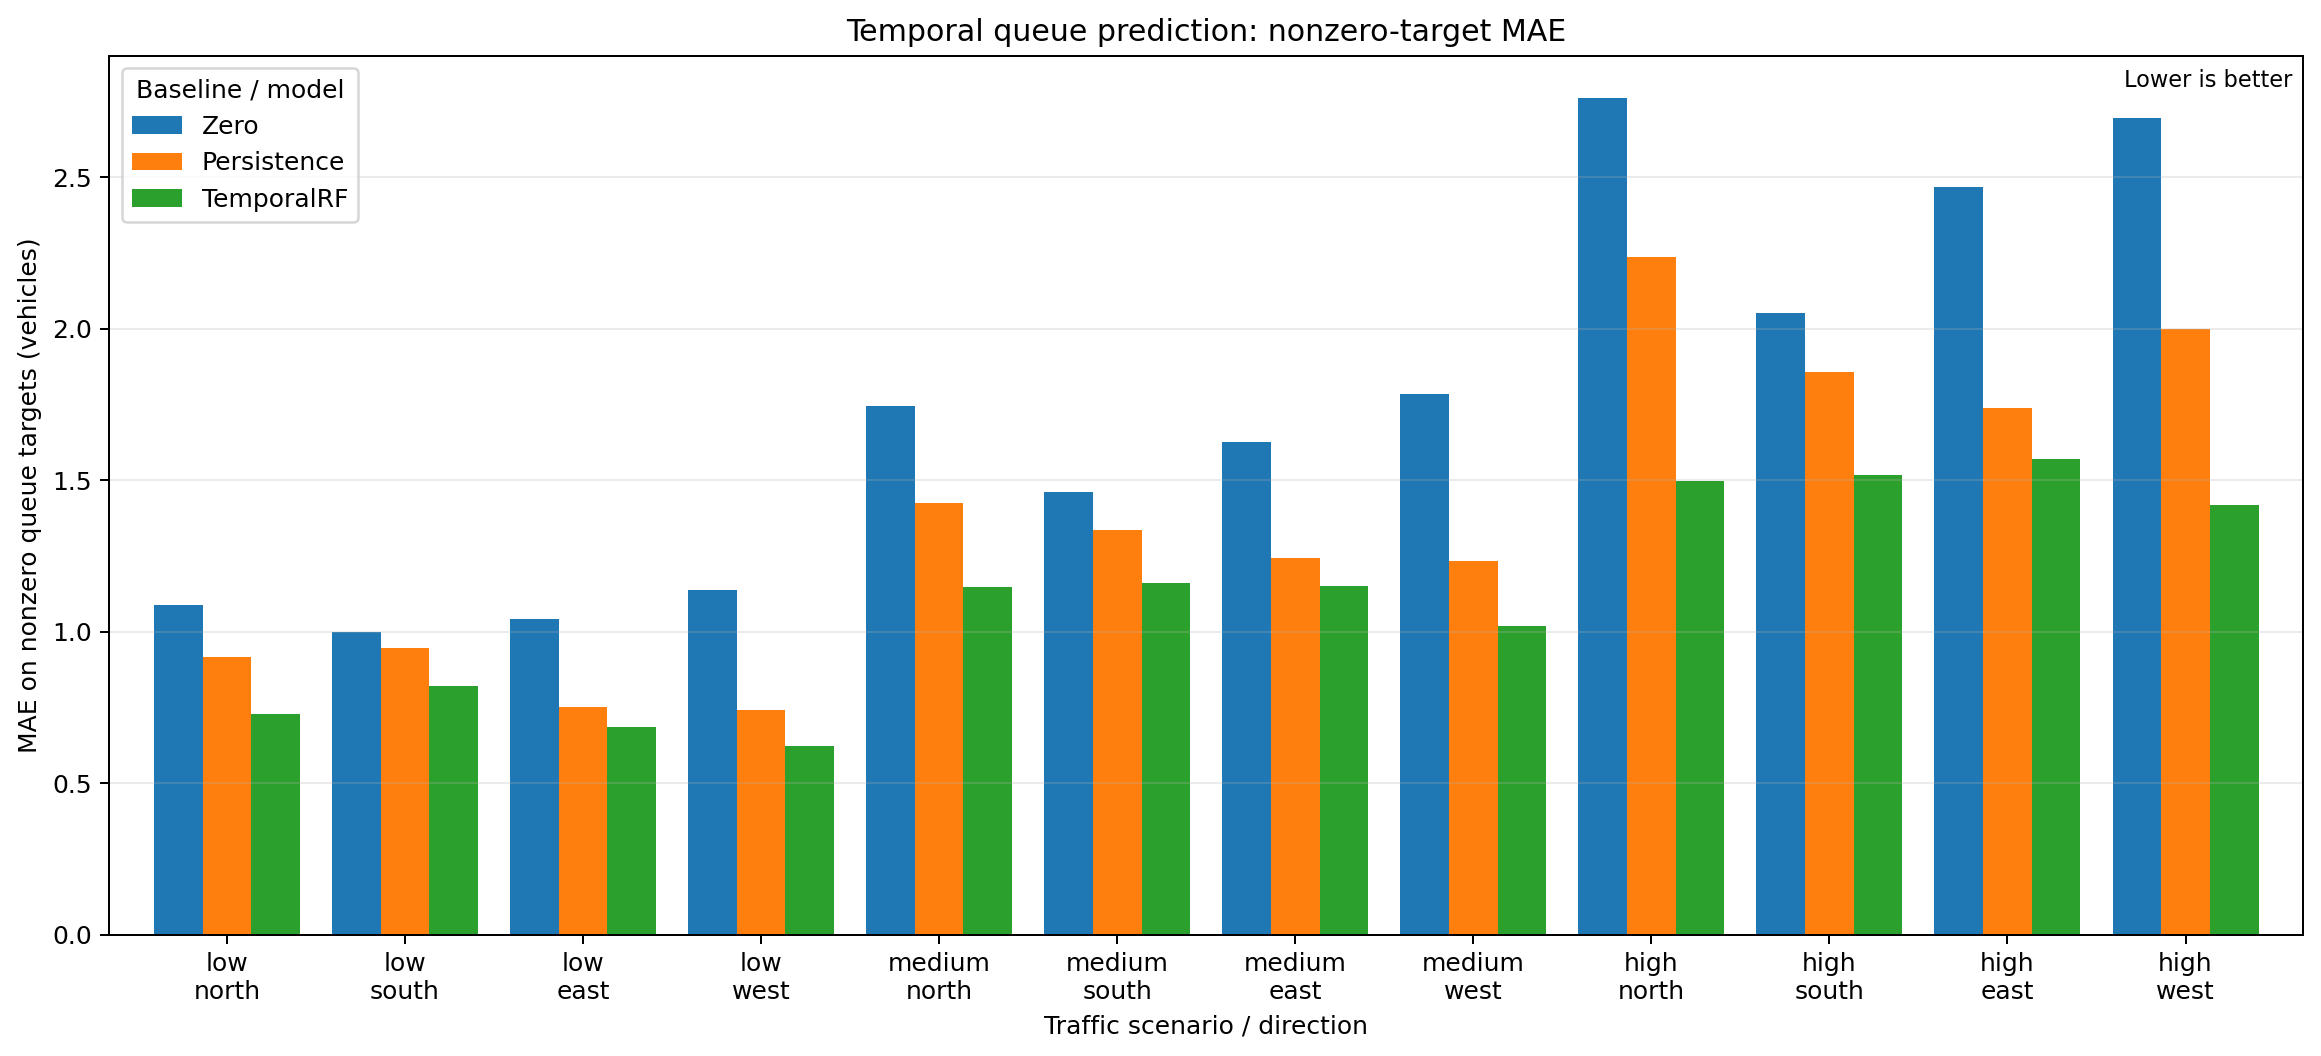 Temporal queue prediction: nonzero-target MAE
Lower is better
Baseline / model
Zero
Persistence
TemporalRF
MAE on nonzero queue targets (vehicles)
2.5
2.0
1.5
1.0
0.5
0.0
low north
low south
low east
low west
medium north
medium south
medium east
medium west
high north
high south
high east
high west
Traffic scenario / direction